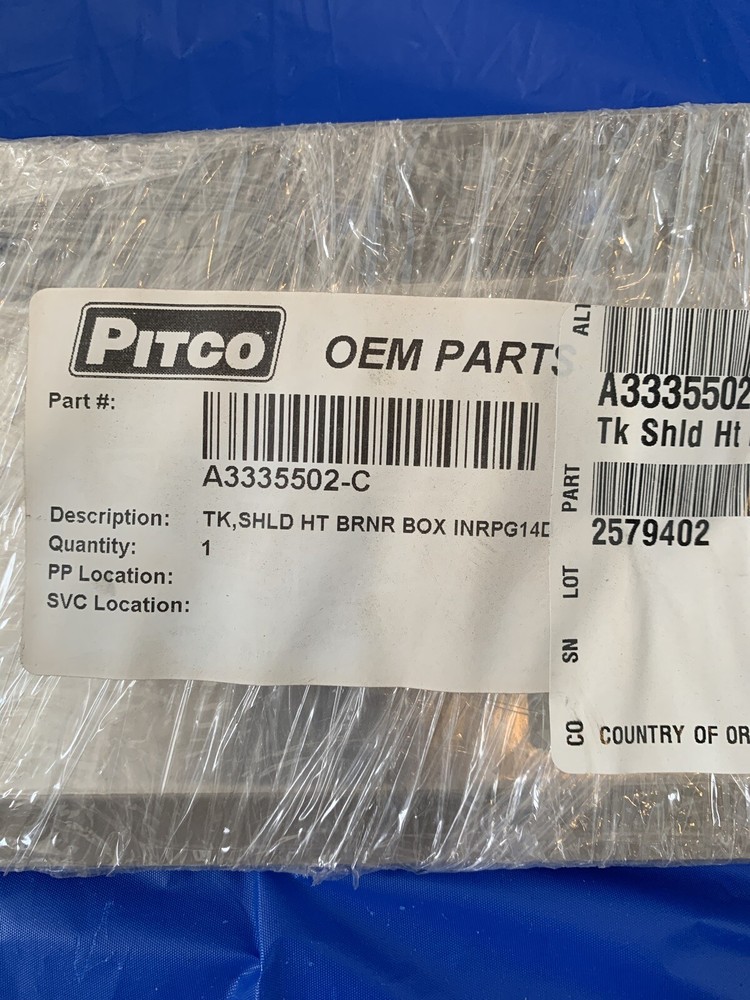 PITCO OEM PARTS
Part #:
A3335502-C
Description: TK,SHLD HT BRNR BOX INRPG14D
Quantity: 1
PP Location:
SVC Location:
ALT
A3335502
Tk Shld Ht
PART
2579402
LOT
SN
CO COUNTRY OF OR